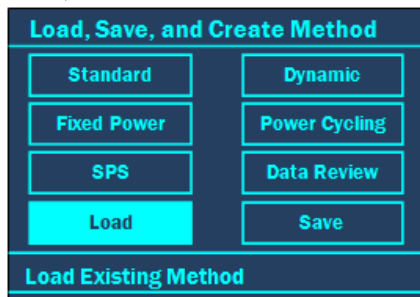 Load, Save, and Create Method
Standard Dynamic
Fixed Power Power Cycling
SPS Data Review
Load Save
Load Existing Method